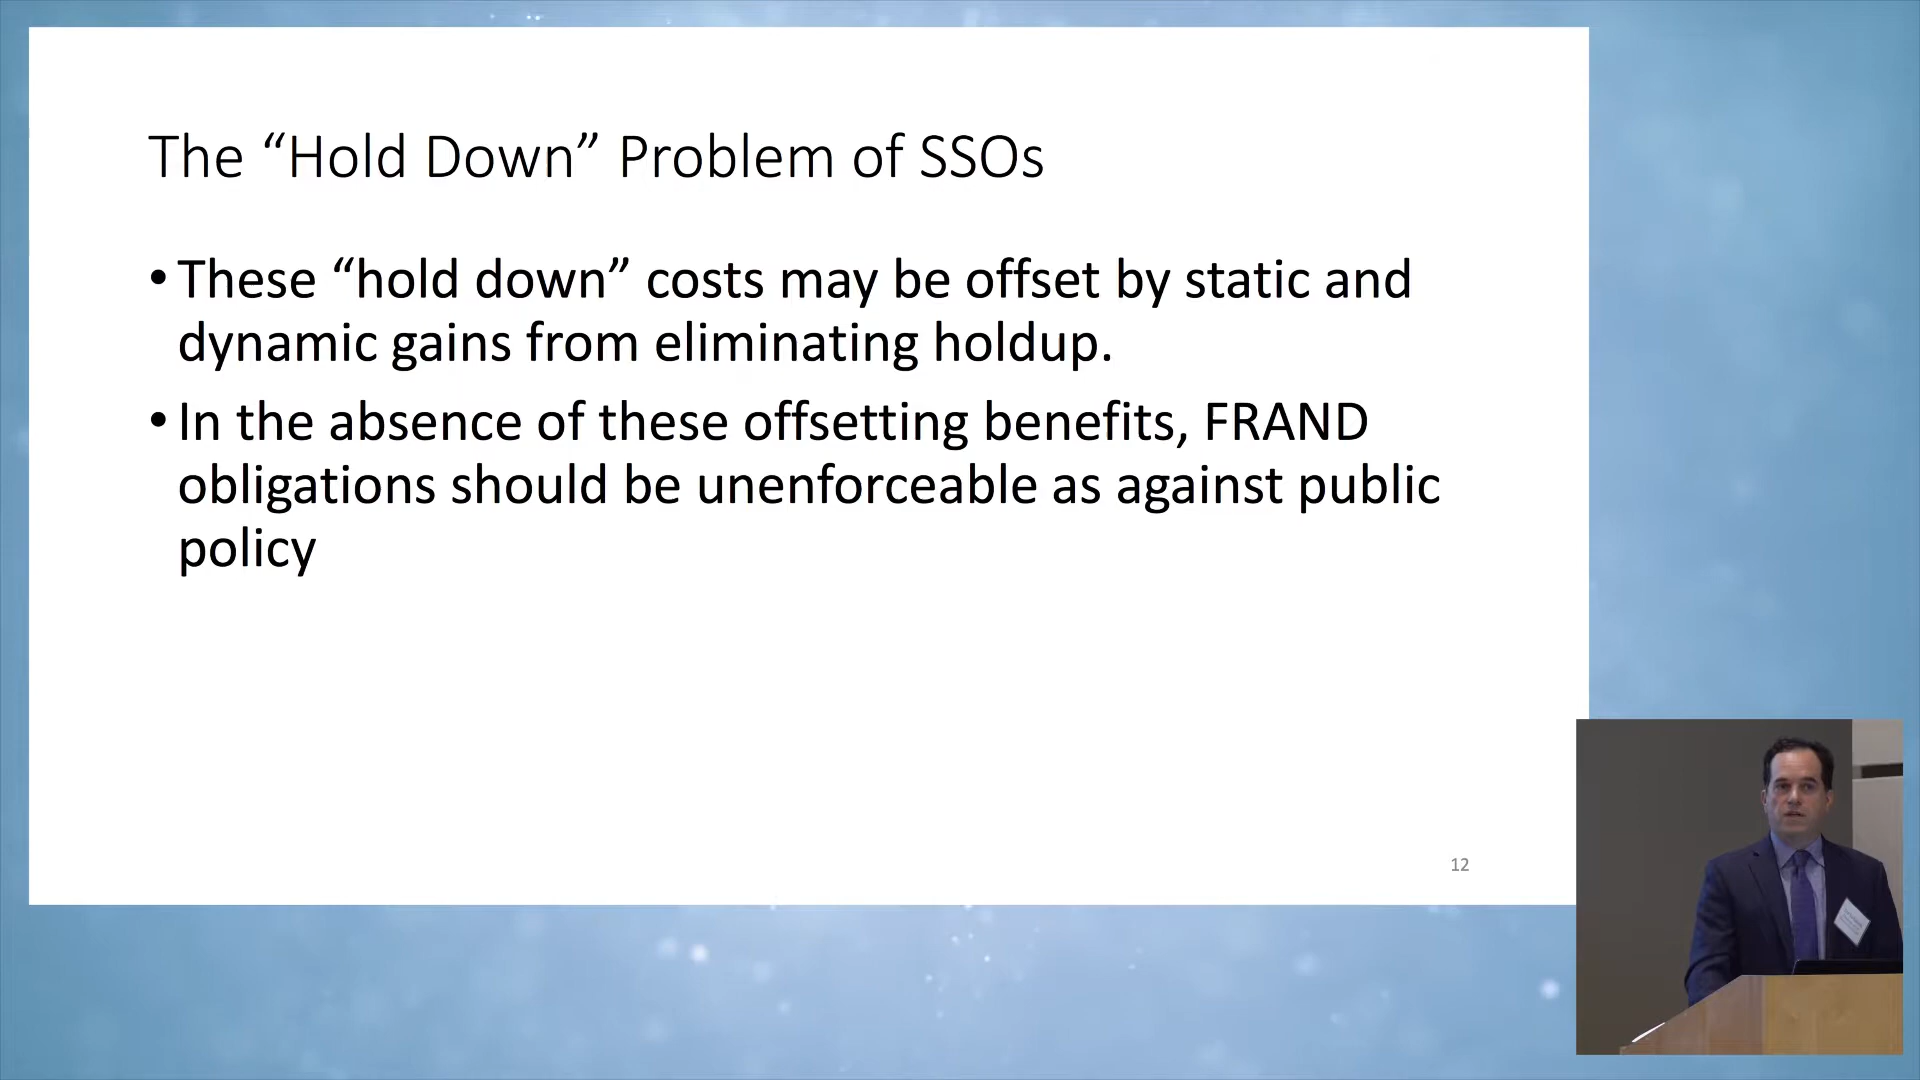 The “Hold Down” Problem of SSOs
• These “hold down” costs may be offset by static and
dynamic gains from eliminating holdup.
• In the absence of these offsetting benefits, FRAND
obligations should be unenforceable as against public
policy
12